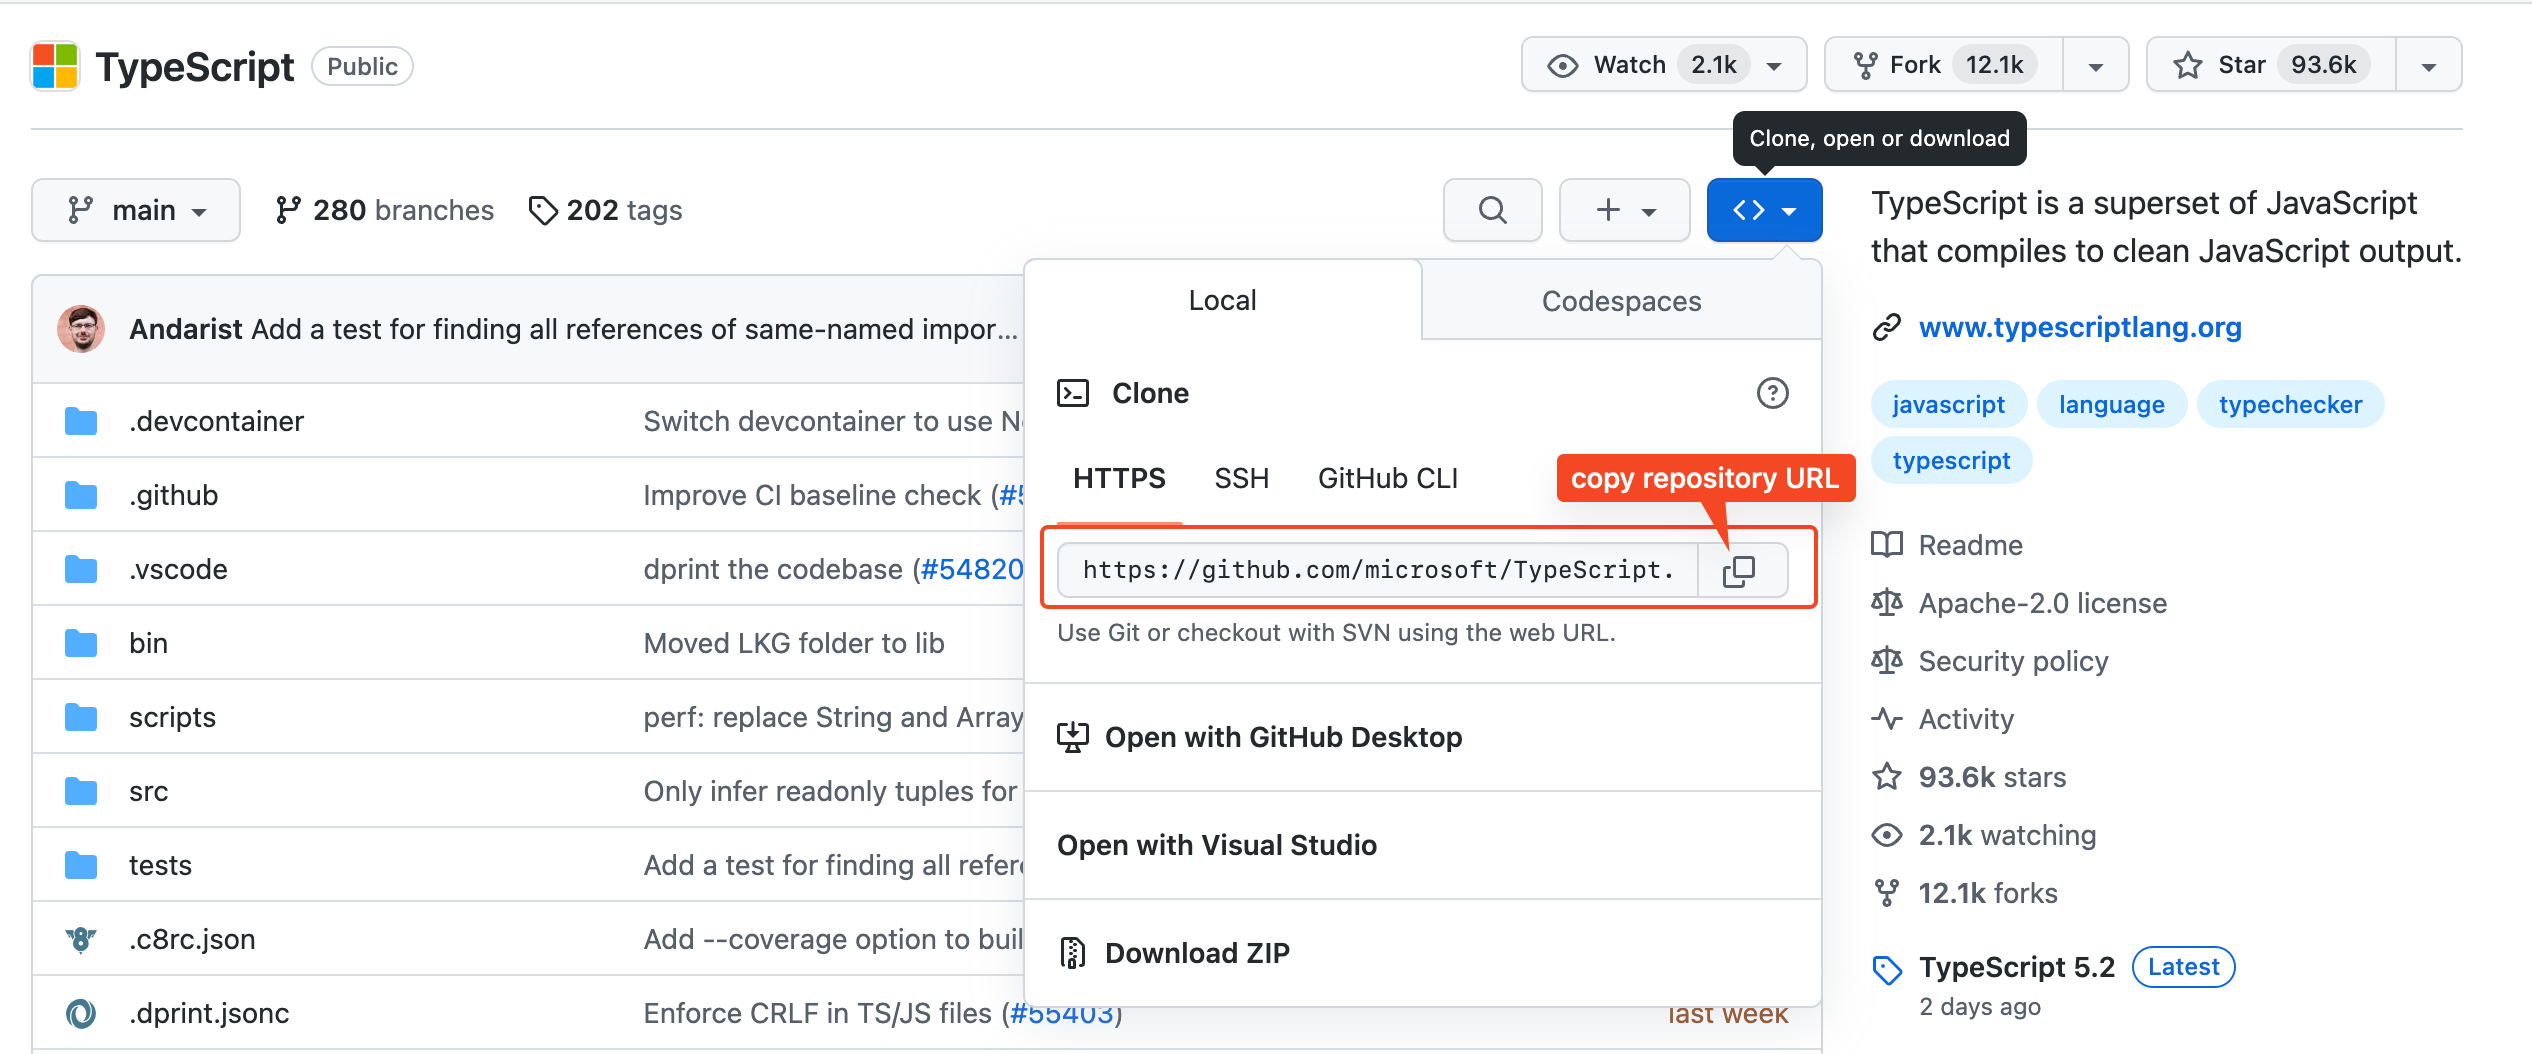 TypeScript Public
Watch 2.1k
Fork 12.1k
Star 93.6k
Clone, open or download
main
280 branches
202 tags
TypeScript is a superset of JavaScript
that compiles to clean JavaScript output.
www.typescriptlang.org
javascript language typechecker
typescript
Readme
Apache-2.0 license
Security policy
Activity
93.6k stars
2.1k watching
12.1k forks
TypeScript 5.2 Latest
2 days ago
Andarist Add a test for finding all references of same-named impor...
.devcontainer Switch devcontainer to use
.github Improve CI baseline check
.vscode dprint the codebase (#54820
bin Moved LKG folder to lib
scripts perf: replace String and Array
src Only infer readonly tuples for
tests Add a test for finding all
.c8rc.json Add --coverage option to
.dprint.jsonc Enforce CRLF in TS/JS files (#55403) last week
Local Codespaces
Clone
HTTPS SSH GitHub CLI
copy repository URL
https://github.com/microsoft/TypeScript.
Use Git or checkout with SVN using the web URL.
Open with GitHub Desktop
Open with Visual Studio
Download ZIP